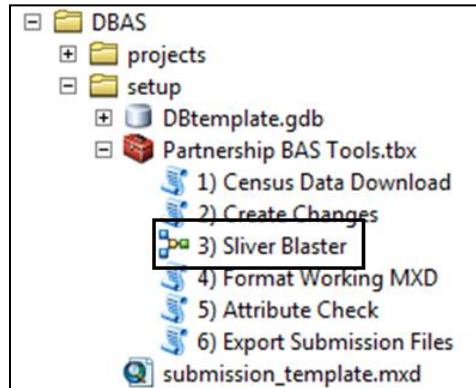 DBAS
projects
setup
DBtemplate.gdb
Partnership BAS Tools.tbx
1) Census Data Download
2) Create Changes
3) Sliver Blaster
4) Format Working MXD
5) Attribute Check
6) Export Submission Files
submission_template.mxd